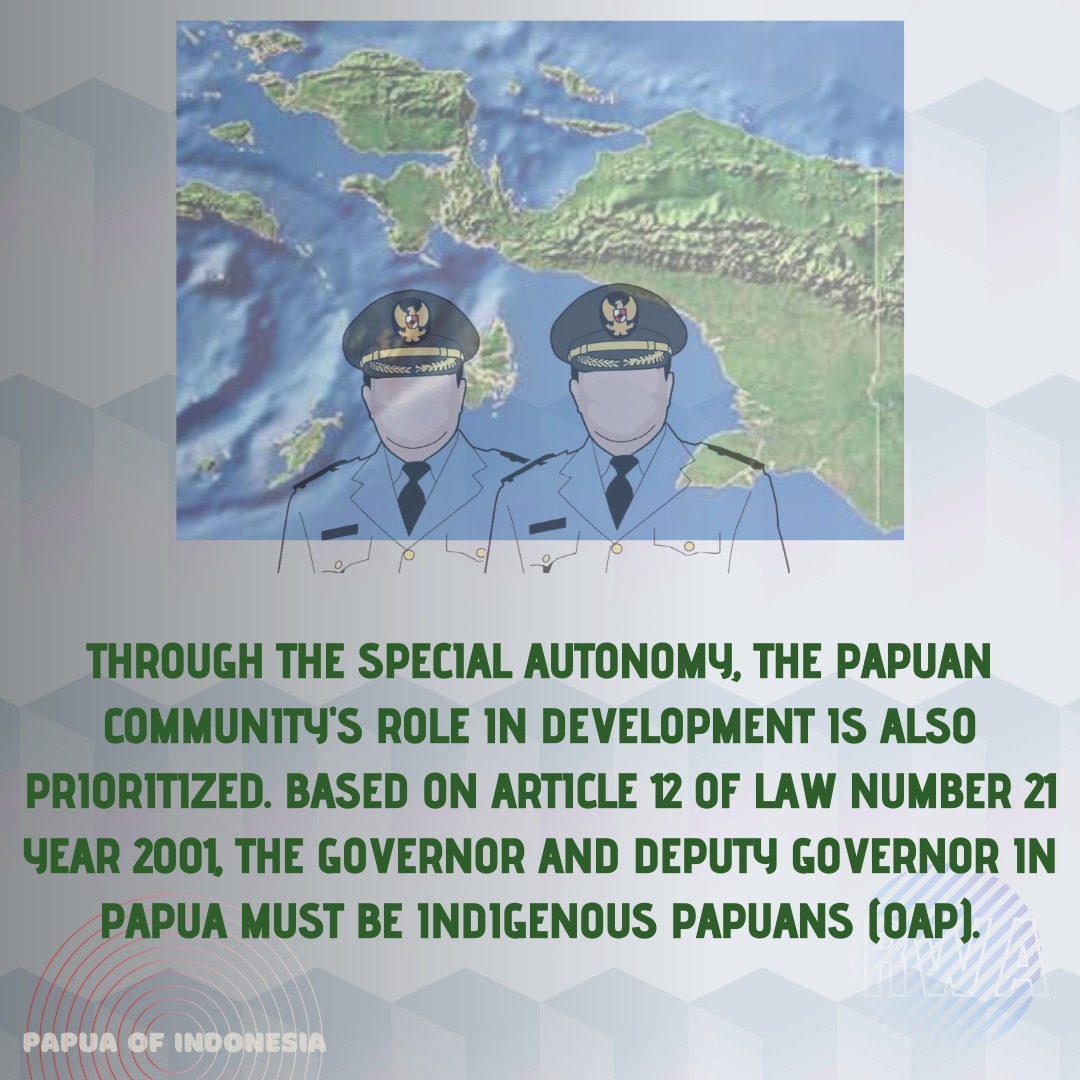 THROUGH THE SPECIAL AUTONOMY, THE PAPUAN
COMMUNITY'S ROLE IN DEVELOPMENT IS ALSO
PRIORITIZED. BASED ON ARTICLE 12 OF LAW NUMBER 21
YEAR 2001, THE GOVERNOR AND DEPUTY GOVERNOR IN
PAPUA MUST BE INDIGENOUS PAPUANS (OAP).
RWA
PAPUA OF INDONESIA